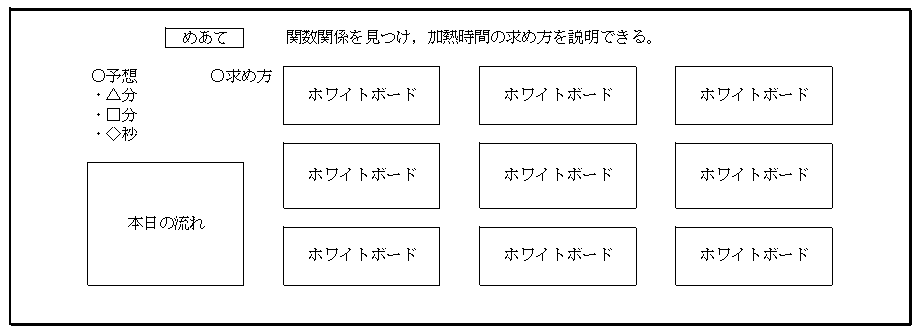 めあて 関数関係を見つけ，加熱時間の求め方を説明できる。
○予想 ○求め方
・△分
・□分
・◇秒
本日の流れ
ホワイトボード ホワイトボード ホワイトボード
ホワイトボード ホワイトボード ホワイトボード
ホワイトボード ホワイトボード ホワイトボード